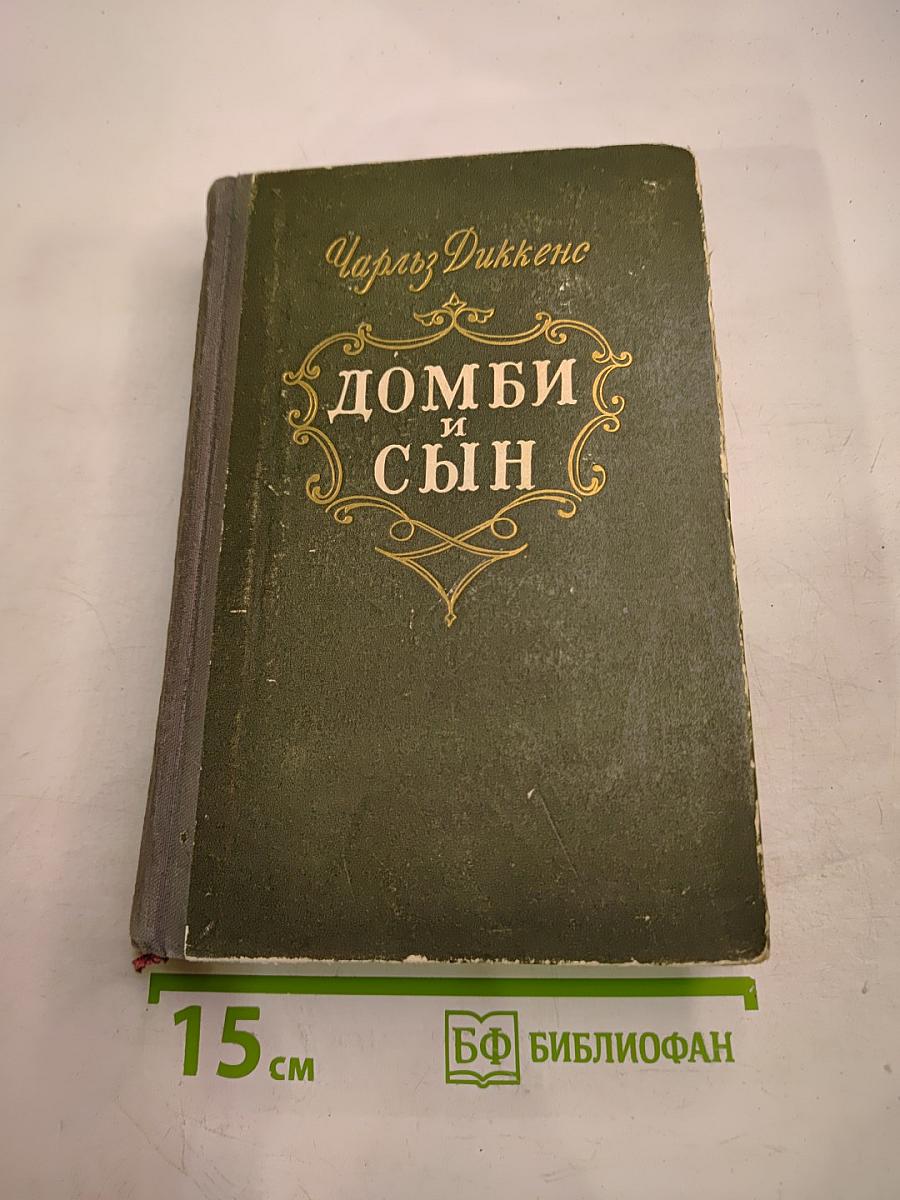 Чарльз Диккенс
ДОМБИ
и
СЫН
15 см
БФ БИБЛИОФАН